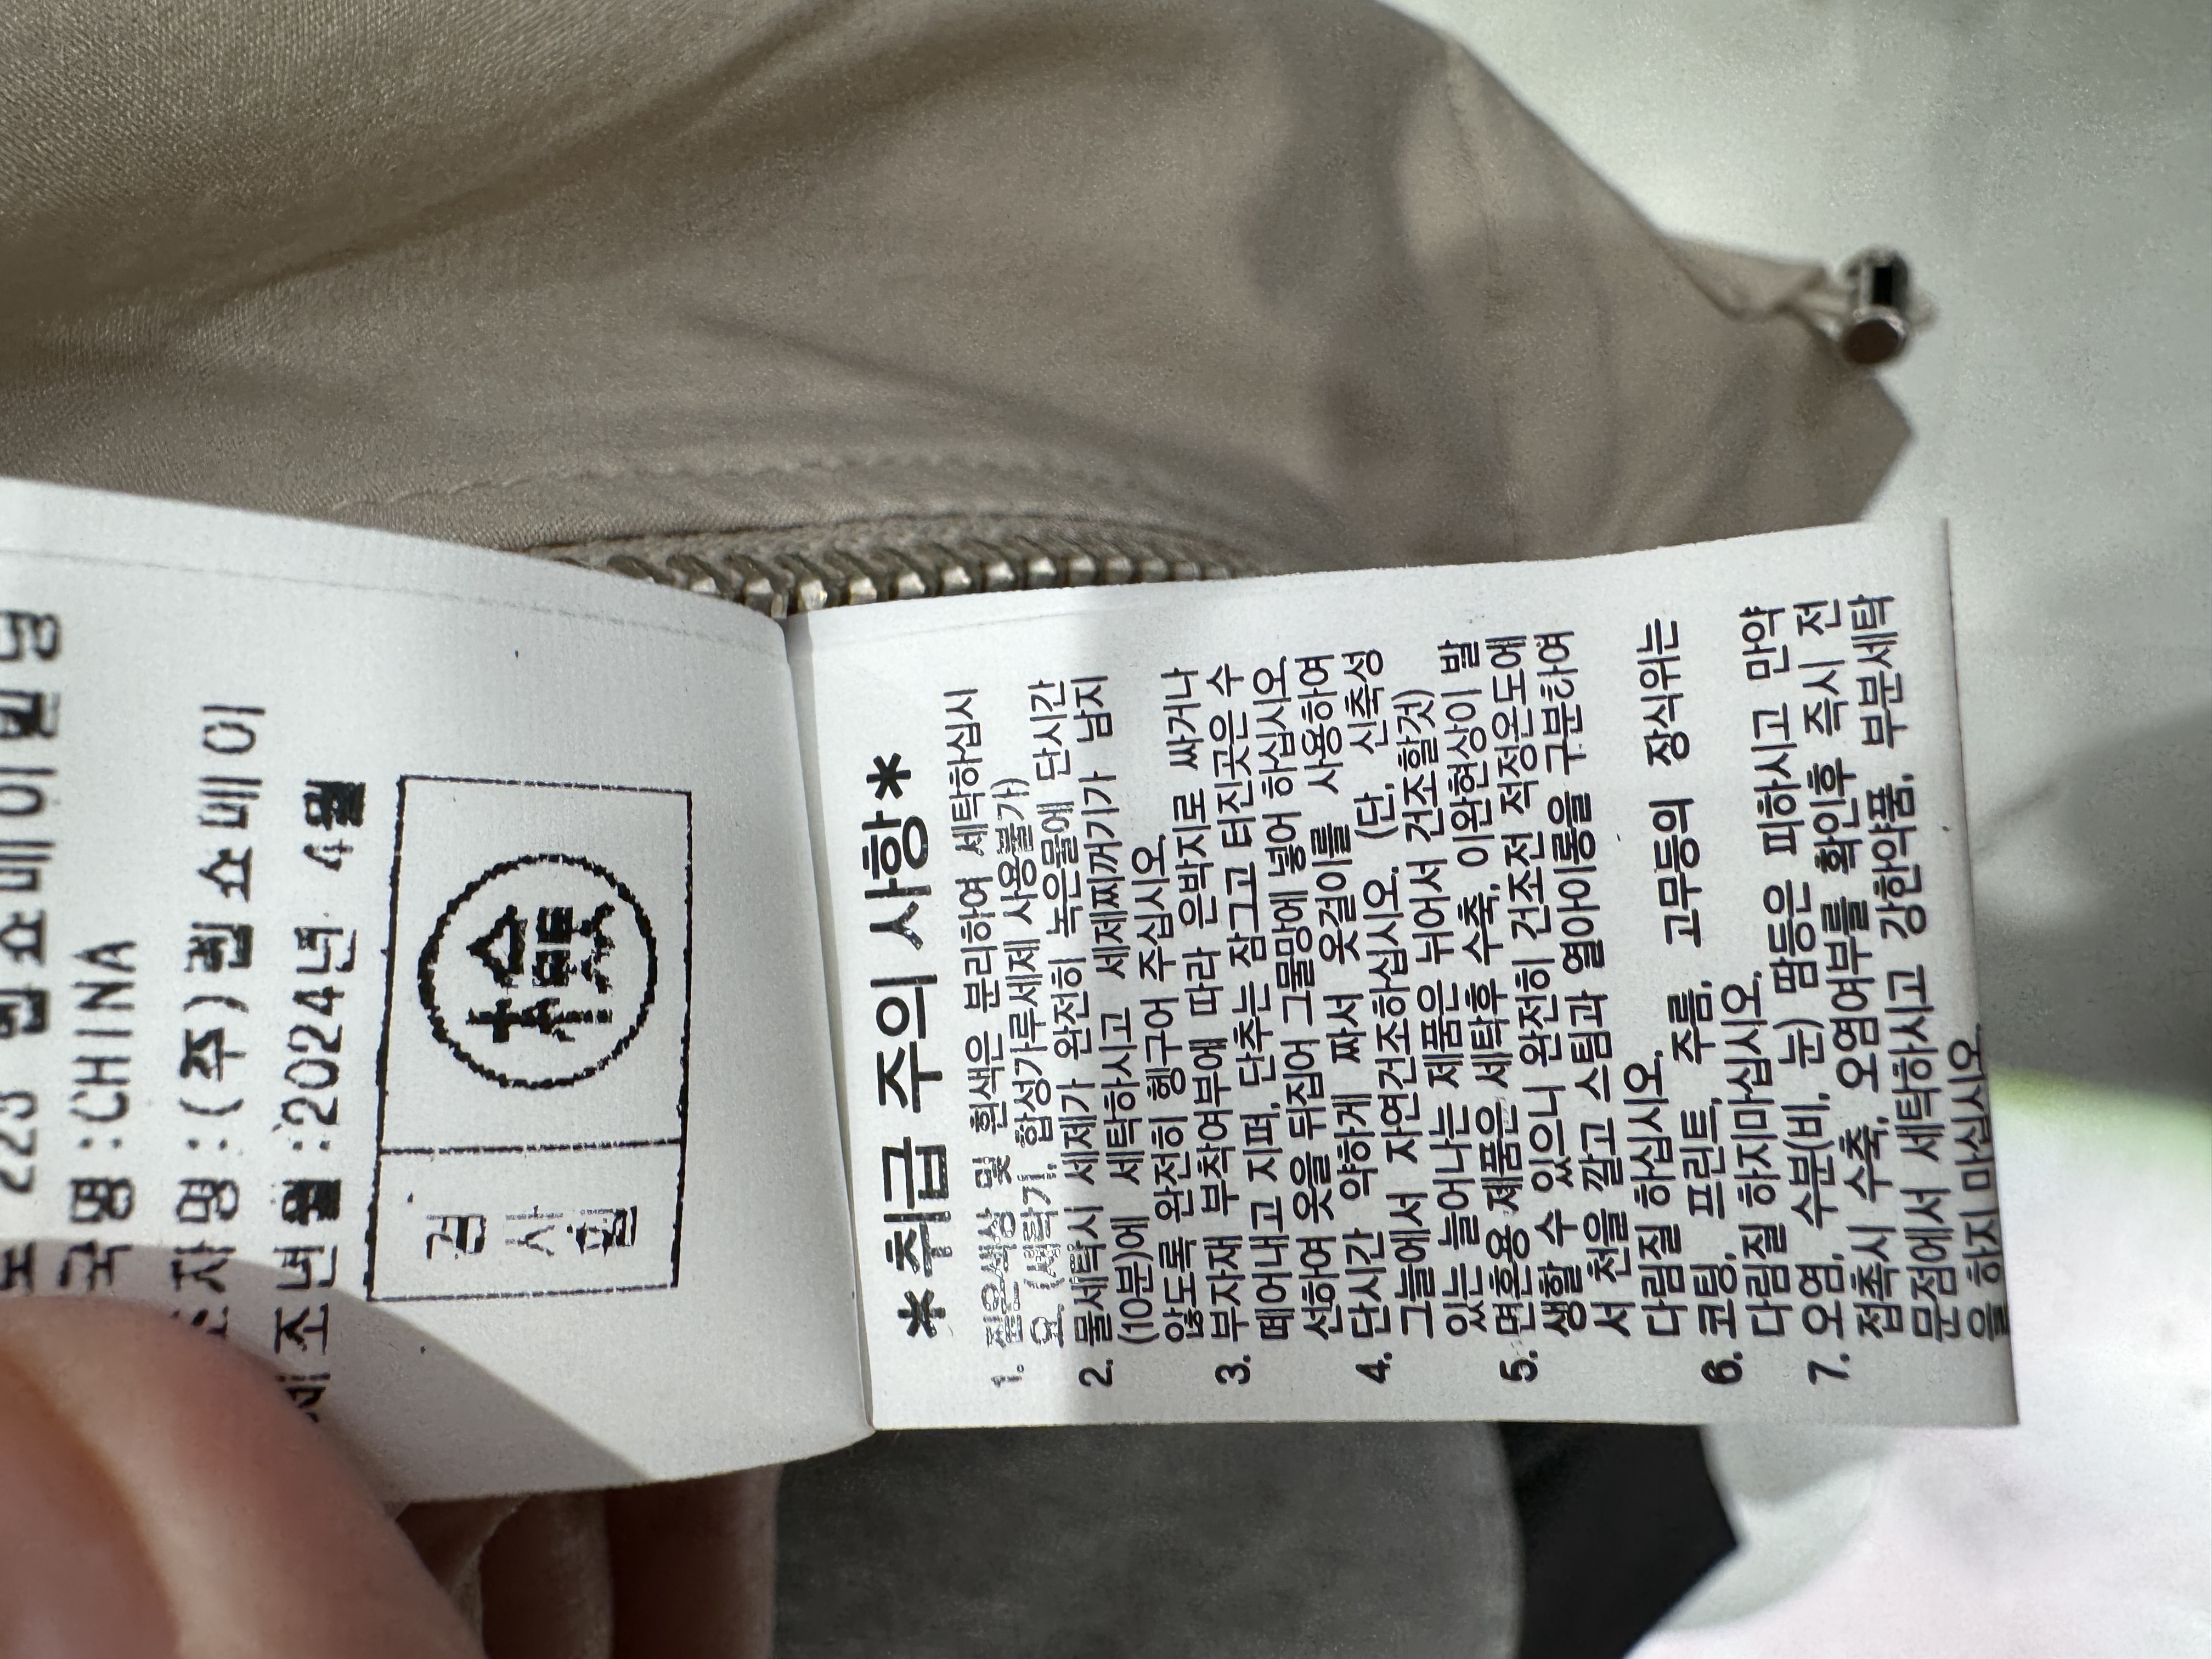 223
국명:CHINA
자명:(주)린쇼메이
제조년월:2024년 4월
검사필
合檢
*취급 주의 사항*
1. 짙은색상 및 흰색은 분리하여 세탁하십시
요. (세탁기, 합성가루세제 사용불가)
2. 물세탁시 세제가 완전히 녹은물에 단시간
(10분)에 세탁하시고 세제찌꺼기가 남지
않도록 완전히 헹구어 주십시오.
3. 부자재 부착여부에 따라 은박지로 싸거나
떼어내고 지퍼, 단추는 잠그고 터진곳은 수
선하여 옷을 뒤집어 그물망에 넣어 하십시오.
4. 단시간 약하게 짜서 옷걸이를 사용하여
그늘에서 자연건조하십시오. (단, 신축성
있는 늘어나는 제품은 뉘어서 건조할것)
5. 면혼용 제품은 세탁후 수축, 이완현상이 발
생할 수 있으니 완전히 건조전 적정온도에
서 천을 깔고 스팀과 열아이롱을 구분하여
다림질 하십시오.
6. 코팅, 프린트, 주름, 고무등의 장식위는
다림질 하지마십시오.
7. 오염, 수분(비, 눈) 땀등은 피하시고 만약
접촉시 수축, 오염여부를 확인후 즉시 전
문점에서 세탁하시고 강한약품, 부분세탁
을 하지 마십시오.